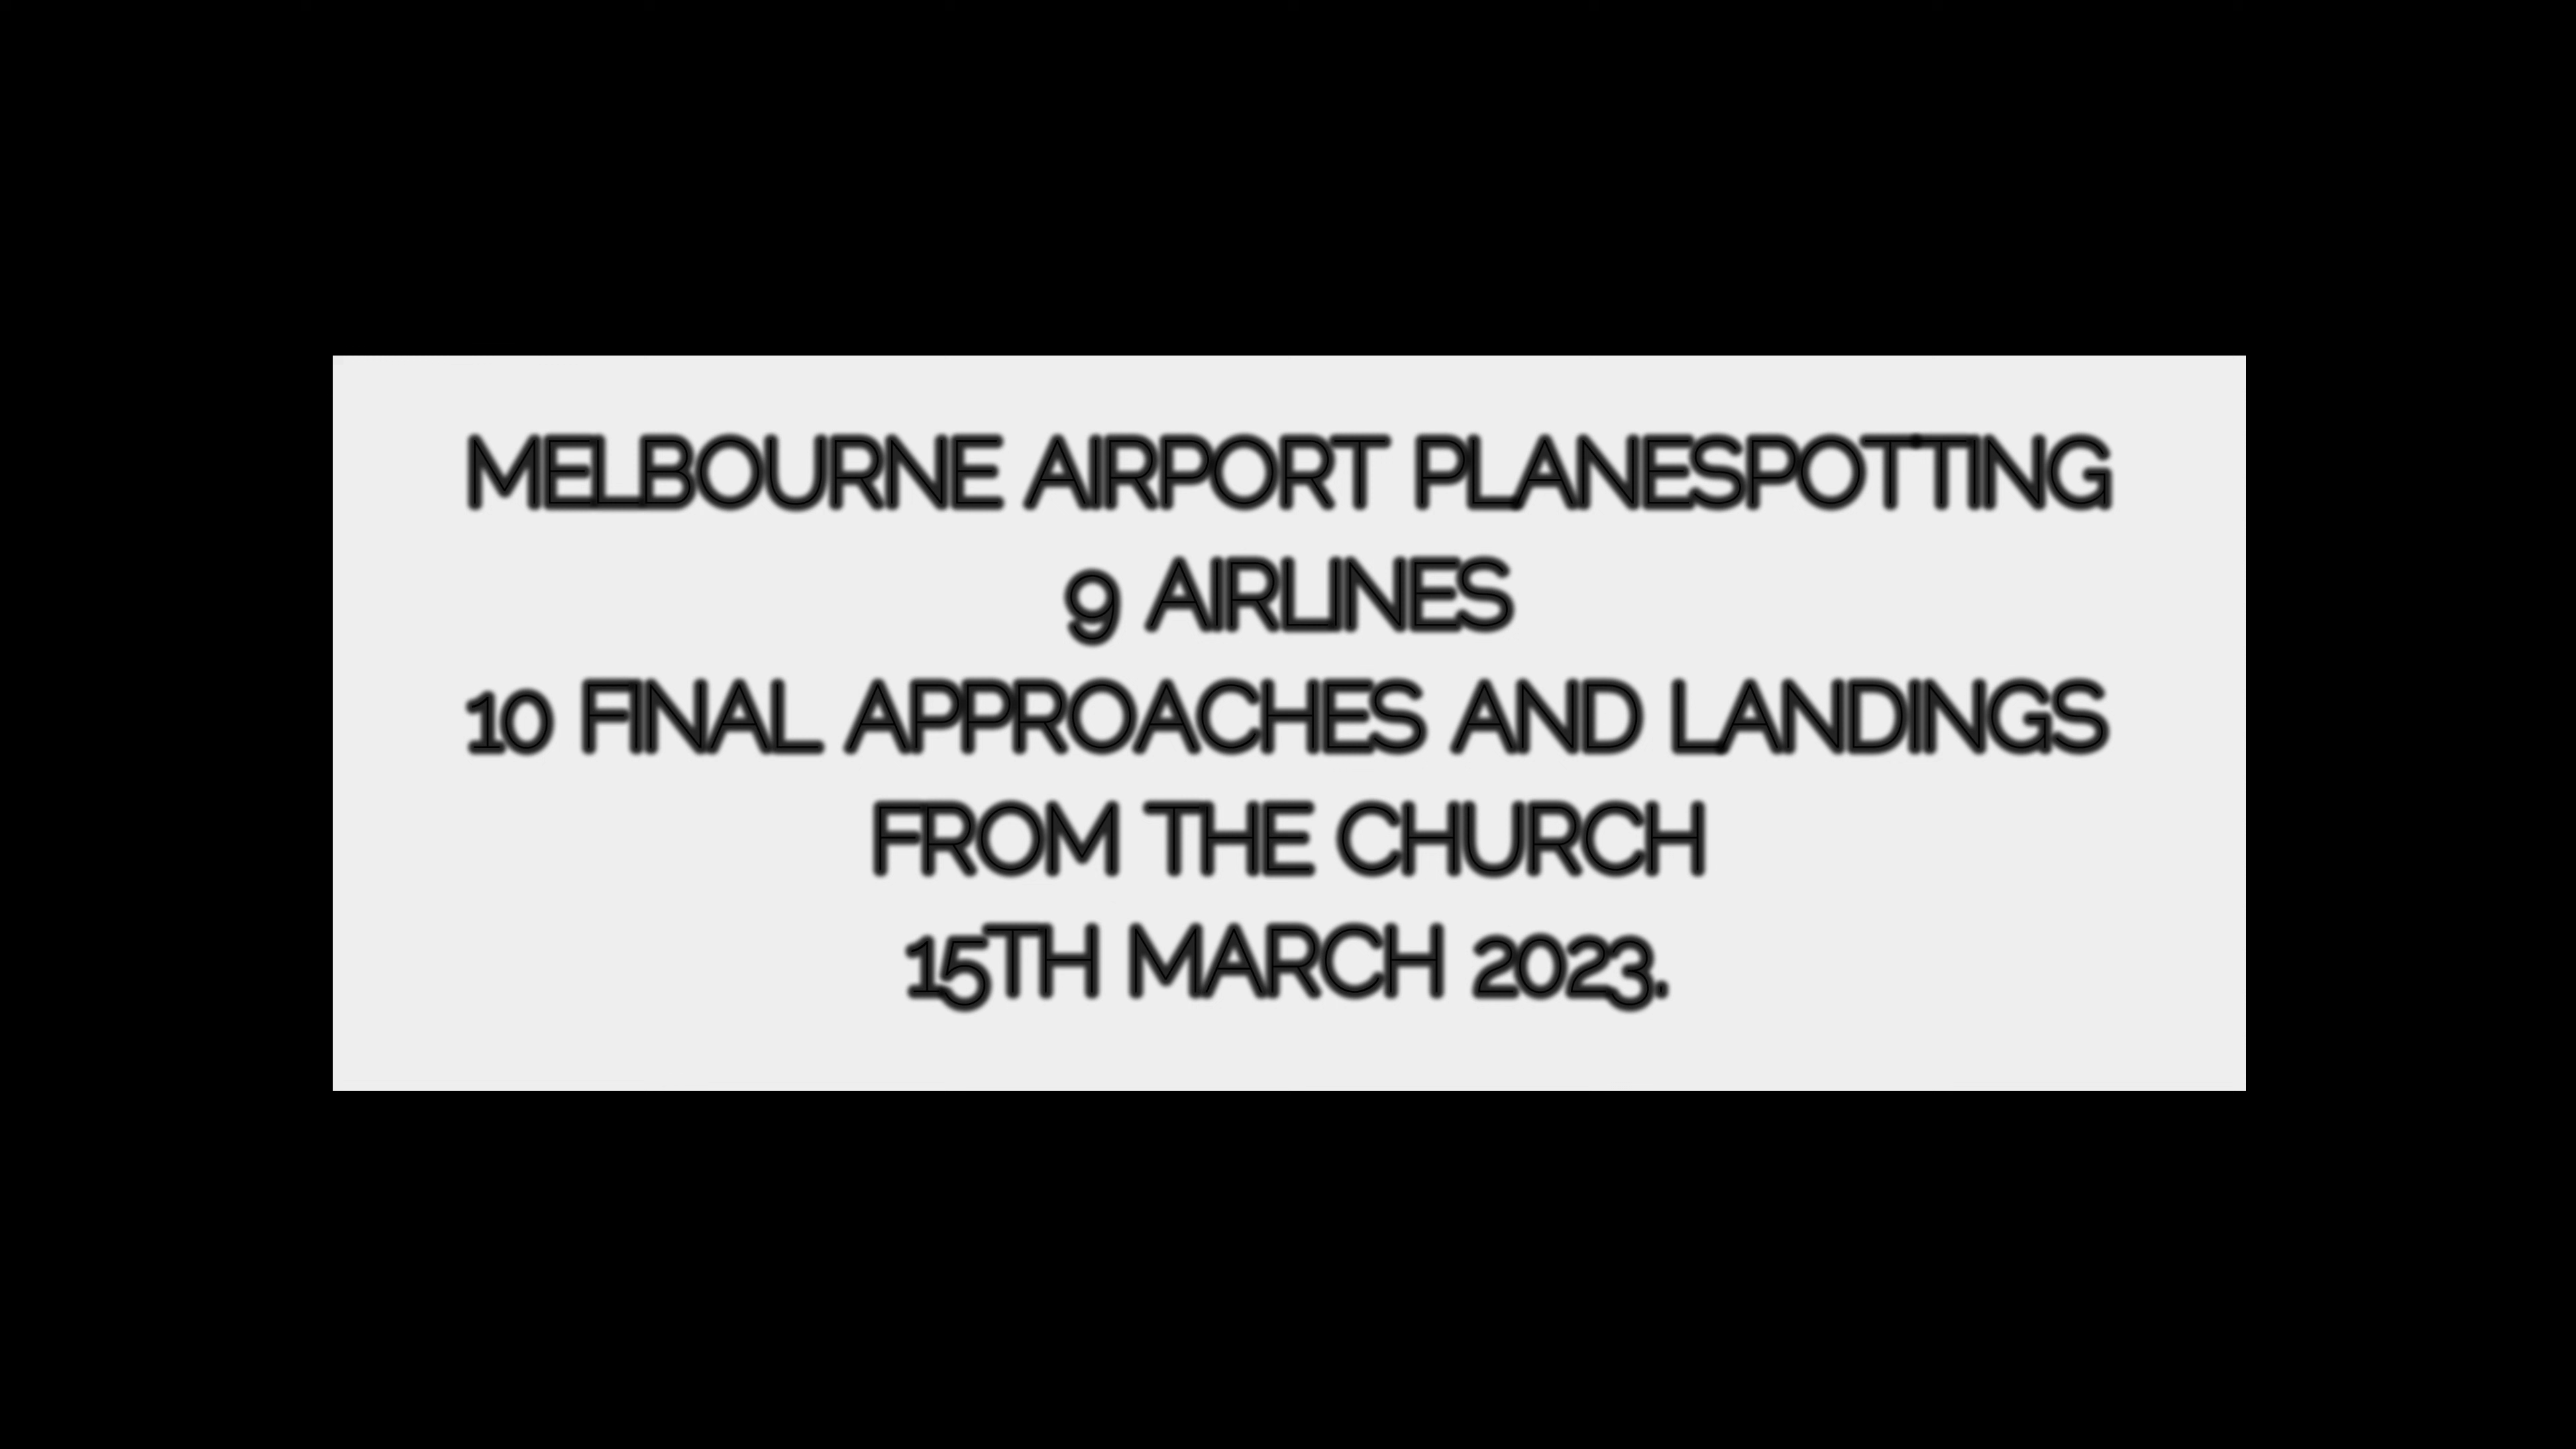 MELBOURNE AIRPORT PLANESPOTTING
9 AIRLINES
10 FINAL APPROACHES AND LANDINGS
FROM THE CHURCH
15TH MARCH 2023.